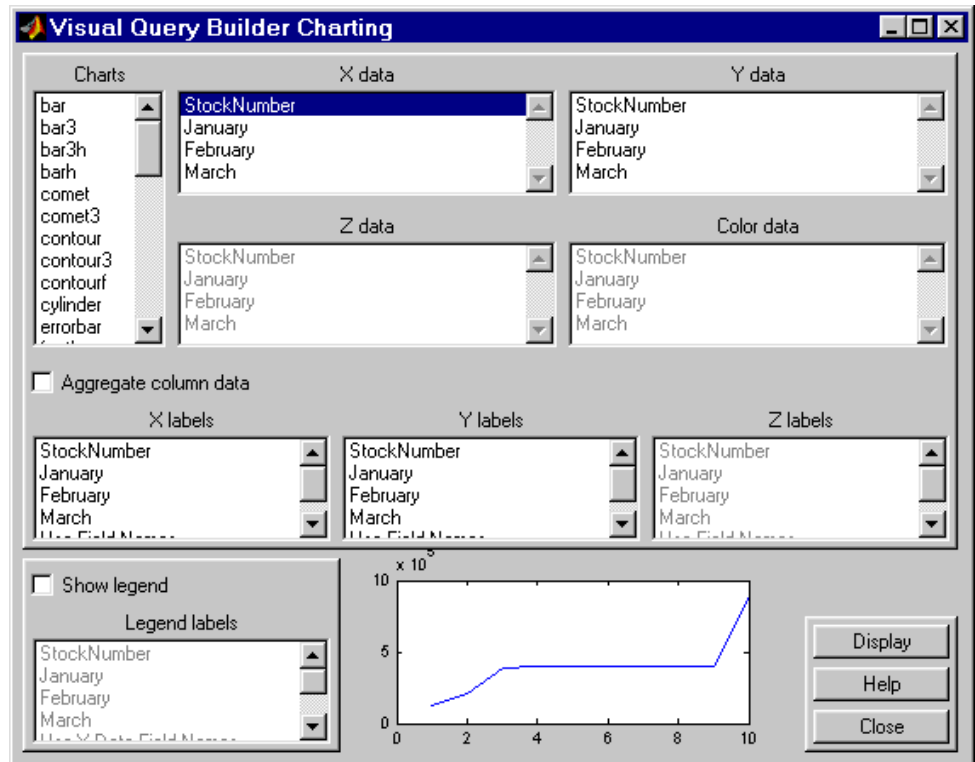 Visual Query Builder Charting
Charts
bar
bar3
bar3h
barh
comet
comet3
contour
contour3
contourf
cylinder
errorbar
X data
StockNumber
January
February
March
Y data
StockNumber
January
February
March
Z data
StockNumber
January
February
March
Color data
StockNumber
January
February
March
Aggregate column data
X labels
StockNumber
January
February
March
Y labels
StockNumber
January
February
March
Z labels
StockNumber
January
February
March
Show legend
Legend labels
StockNumber
January
February
March
x 10^5
10
5
0
0 2 4 6 8 10
Display
Help
Close